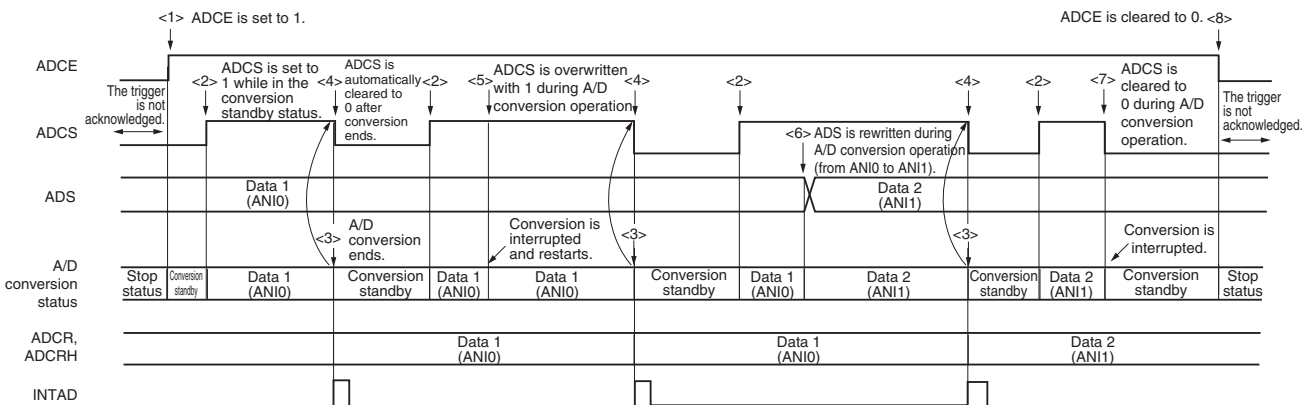 <1> ADCE is set to 1.
ADCE is cleared to 0. <8>
ADCE
The trigger
is not
acknowledged.
<2>
ADCS is set to
1 while in the
conversion
standby status.
<4>
ADCS is
automatically
cleared to
0 after
conversion
ends.
<2>
<5>
ADCS is overwritten
with 1 during A/D
conversion operation
<4>
<2>
<4>
<2>
<7>
ADCS is
cleared to
0 during A/D
conversion
operation.
The trigger
is not
acknowledged.
ADCS
<6> ADS is rewritten during
A/D conversion operation
(from ANI0 to ANI1).
ADS
Data 1
(ANI0)
Data 2
(ANI1)
<3>
A/D
conversion
ends.
Conversion is
interrupted
and restarts.
<3>
<3>
Conversion is
interrupted.
A/D
conversion
status
Stop
status
Conversion
standby
Data 1
(ANI0)
Conversion
standby
Data 1
(ANI0)
Data 1
(ANI0)
Conversion
standby
Data 1
(ANI0)
Data 2
(ANI1)
Conversion
standby
Data 2
(ANI1)
Conversion
standby
Stop
status
ADCR,
ADCRH
Data 1
(ANI0)
Data 1
(ANI0)
Data 2
(ANI1)
INTAD